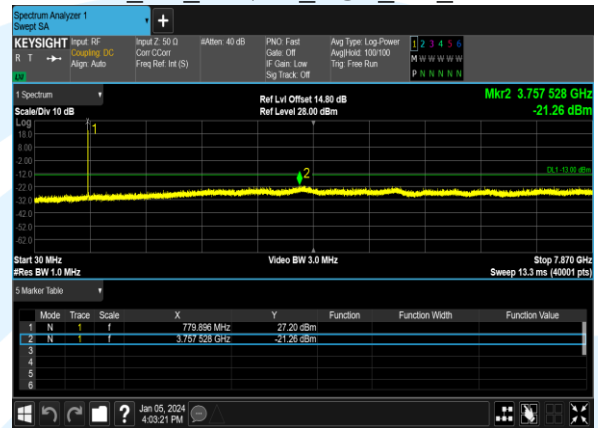 Spectrum Analyzer 1
Swept SA
KEYSIGHT Input: RF Input Z: 50 Ω #Atten: 40 dB PNO: Fast Avg Type: Log-Power 1 2 3 4 5 6
R T Coupling: DC Corr CCorr Gate: Off Avg|Hold: 100/100 M W W W W W
Align: Auto Freq Ref: Int (S) IF Gain: Low Trig: Free Run
Sig Track: Off P N N N N N
1 Spectrum Ref Lvl Offset 14.80 dB Mkr2 3.757 528 GHz
Scale/Div 10 dB Ref Level 28.00 dBm -21.26 dBm
Log
18.0
8.00
-2.00
-12.0
-32.0
-42.0
-52.0
-62.0
1
2
DL1 -13.00 dBm
Start 30 MHz Video BW 3.0 MHz Stop 7.870 GHz
#Res BW 1.0 MHz Sweep 13.3 ms (40001 pts)
5 Marker Table
Mode Trace Scale X Y Function Function Width Function Value
1 N 1 f 779.896 MHz 27.20 dBm
2 N 1 f 3.757 528 GHz -21.26 dBm
3
4
5
6
? Jan 05, 2024
4:03:21 PM